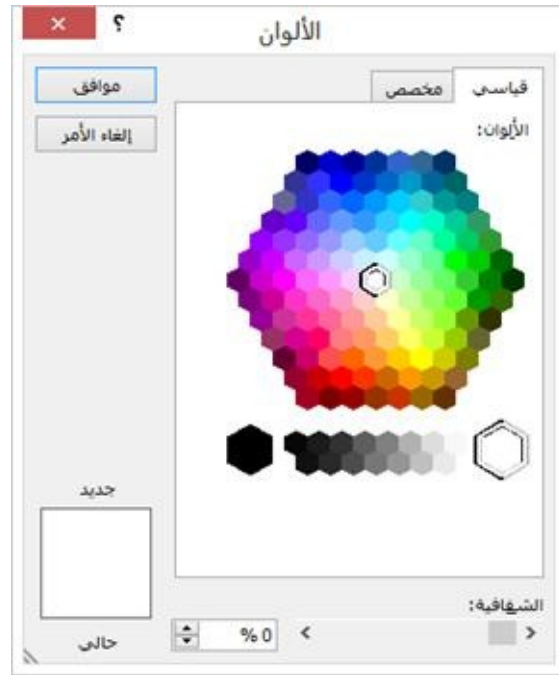 الألوان
؟ ×
قياسي مخصص
موافق
إلغاء الأمر
الألوان:
جديد
حالي
الشفافية:
0 %